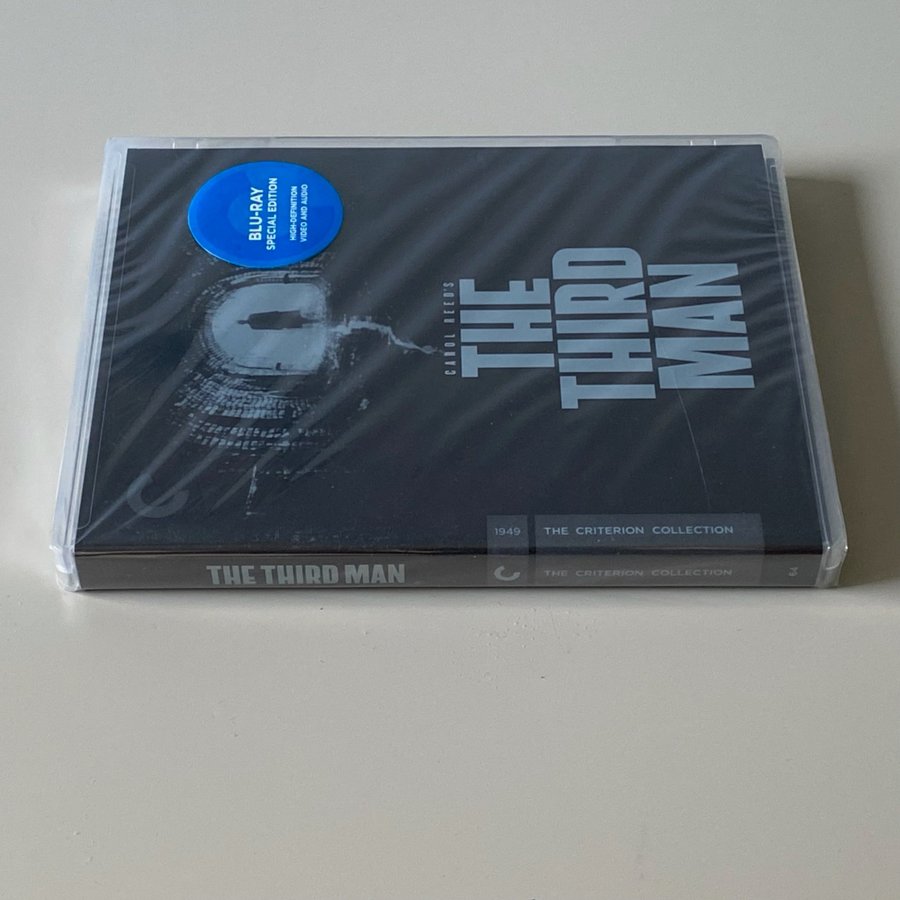 BLU-RAY
SPECIAL EDITION
HIGH-DEFINITION
VIDEO AND AUDIO
CAROL REED'S
THE
THIRD
MAN
1949 THE CRITERION COLLECTION
THE THIRD MAN THE CRITERION COLLECTION 64